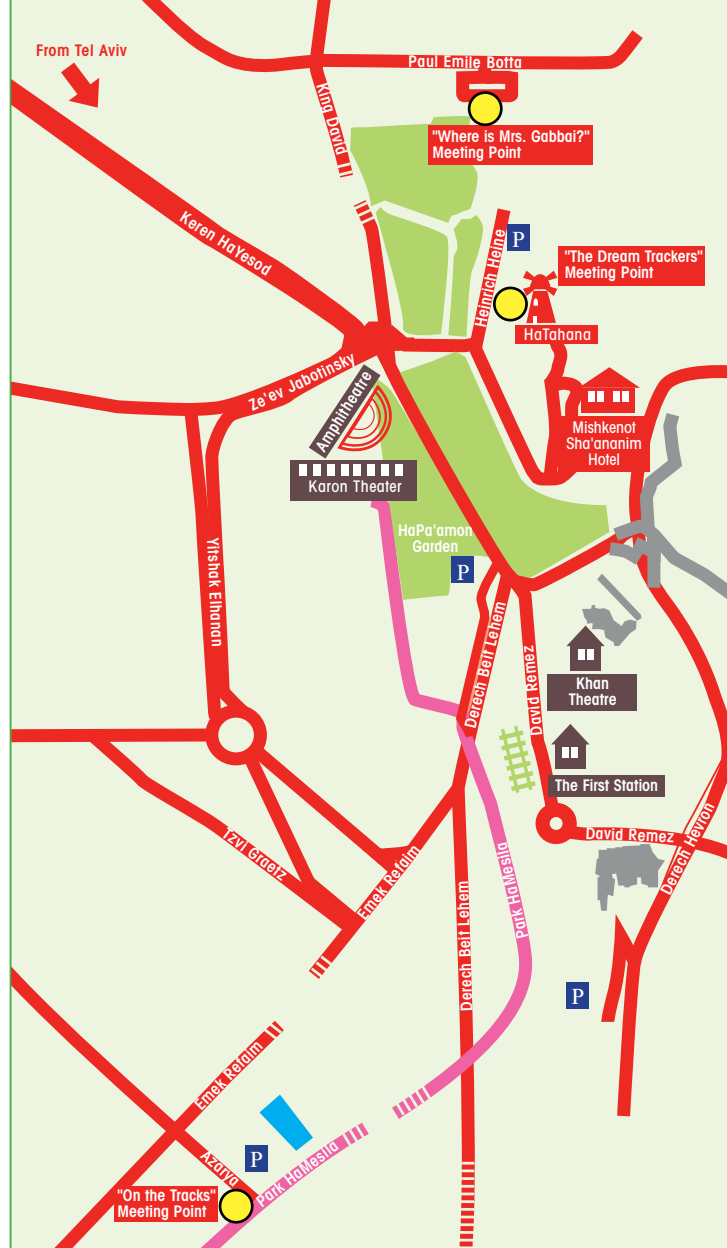 From Tel Aviv
Paul Emile Botta
King David
"Where is Mrs. Gabbai?"
Meeting Point
Keren HaYesod
P
Heinrich Heine
"The Dream Trackers"
Meeting Point
HaTahana
Ze'ev Jabotinsky
Amphitheatre
Mishkenot
Sha'ananim
Hotel
Karon Theater
HaPa'amon
Garden
P
Yitshak Elhanan
Derech Beit Lehem
David Remez
Khan
Theatre
The First Station
David Remez
Derech Hevron
Tzvi Graetz
Emek Refaim
Park HaMesila
Derech Beit Lehem
P
Emek Refaim
Azarya
P
Park HaMesila
"On the Tracks"
Meeting Point